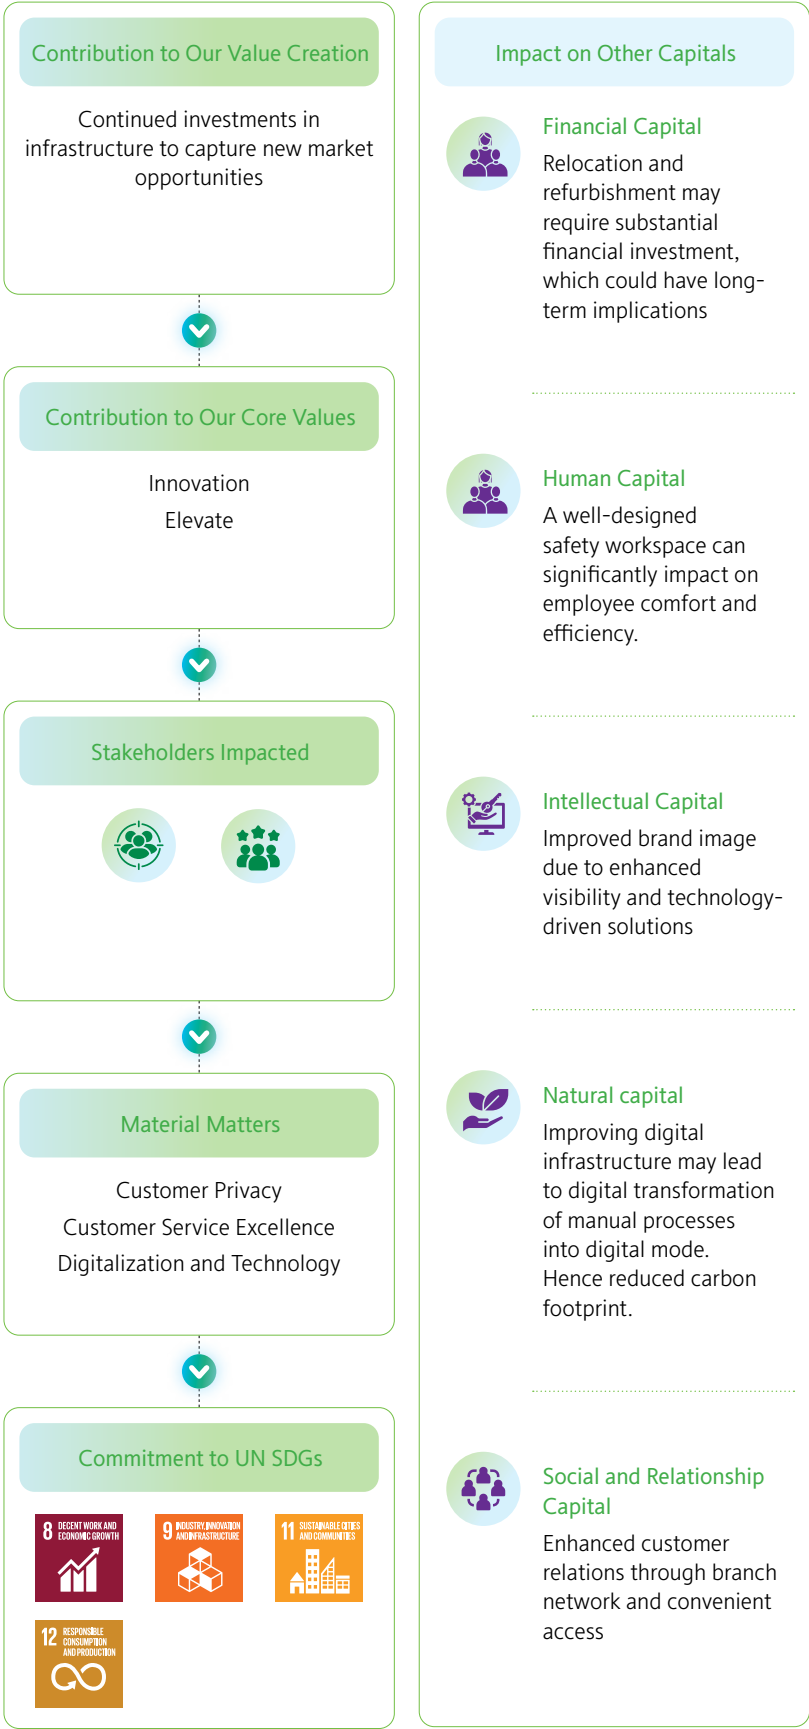 Contribution to Our Value Creation
Continued investments in
infrastructure to capture new market
opportunities
Contribution to Our Core Values
Innovation
Elevate
Stakeholders Impacted
Material Matters
Customer Privacy
Customer Service Excellence
Digitalization and Technology
Commitment to UN SDGs
8 DECENT WORK AND
ECONOMIC GROWTH
9 INDUSTRY, INNOVATION
AND INFRASTRUCTURE
11 SUSTAINABLE CITIES
AND COMMUNITIES
12 RESPONSIBLE
CONSUMPTION
AND PRODUCTION
Impact on Other Capitals
Financial Capital
Relocation and
refurbishment may
require substantial
financial investment,
which could have long-
term implications
Human Capital
A well-designed
safety workspace can
significantly impact on
employee comfort and
efficiency.
Intellectual Capital
Improved brand image
due to enhanced
visibility and technology-
driven solutions
Natural capital
Improving digital
infrastructure may lead
to digital transformation
of manual processes
into digital mode.
Hence reduced carbon
footprint.
Social and Relationship
Capital
Enhanced customer
relations through branch
network and convenient
access